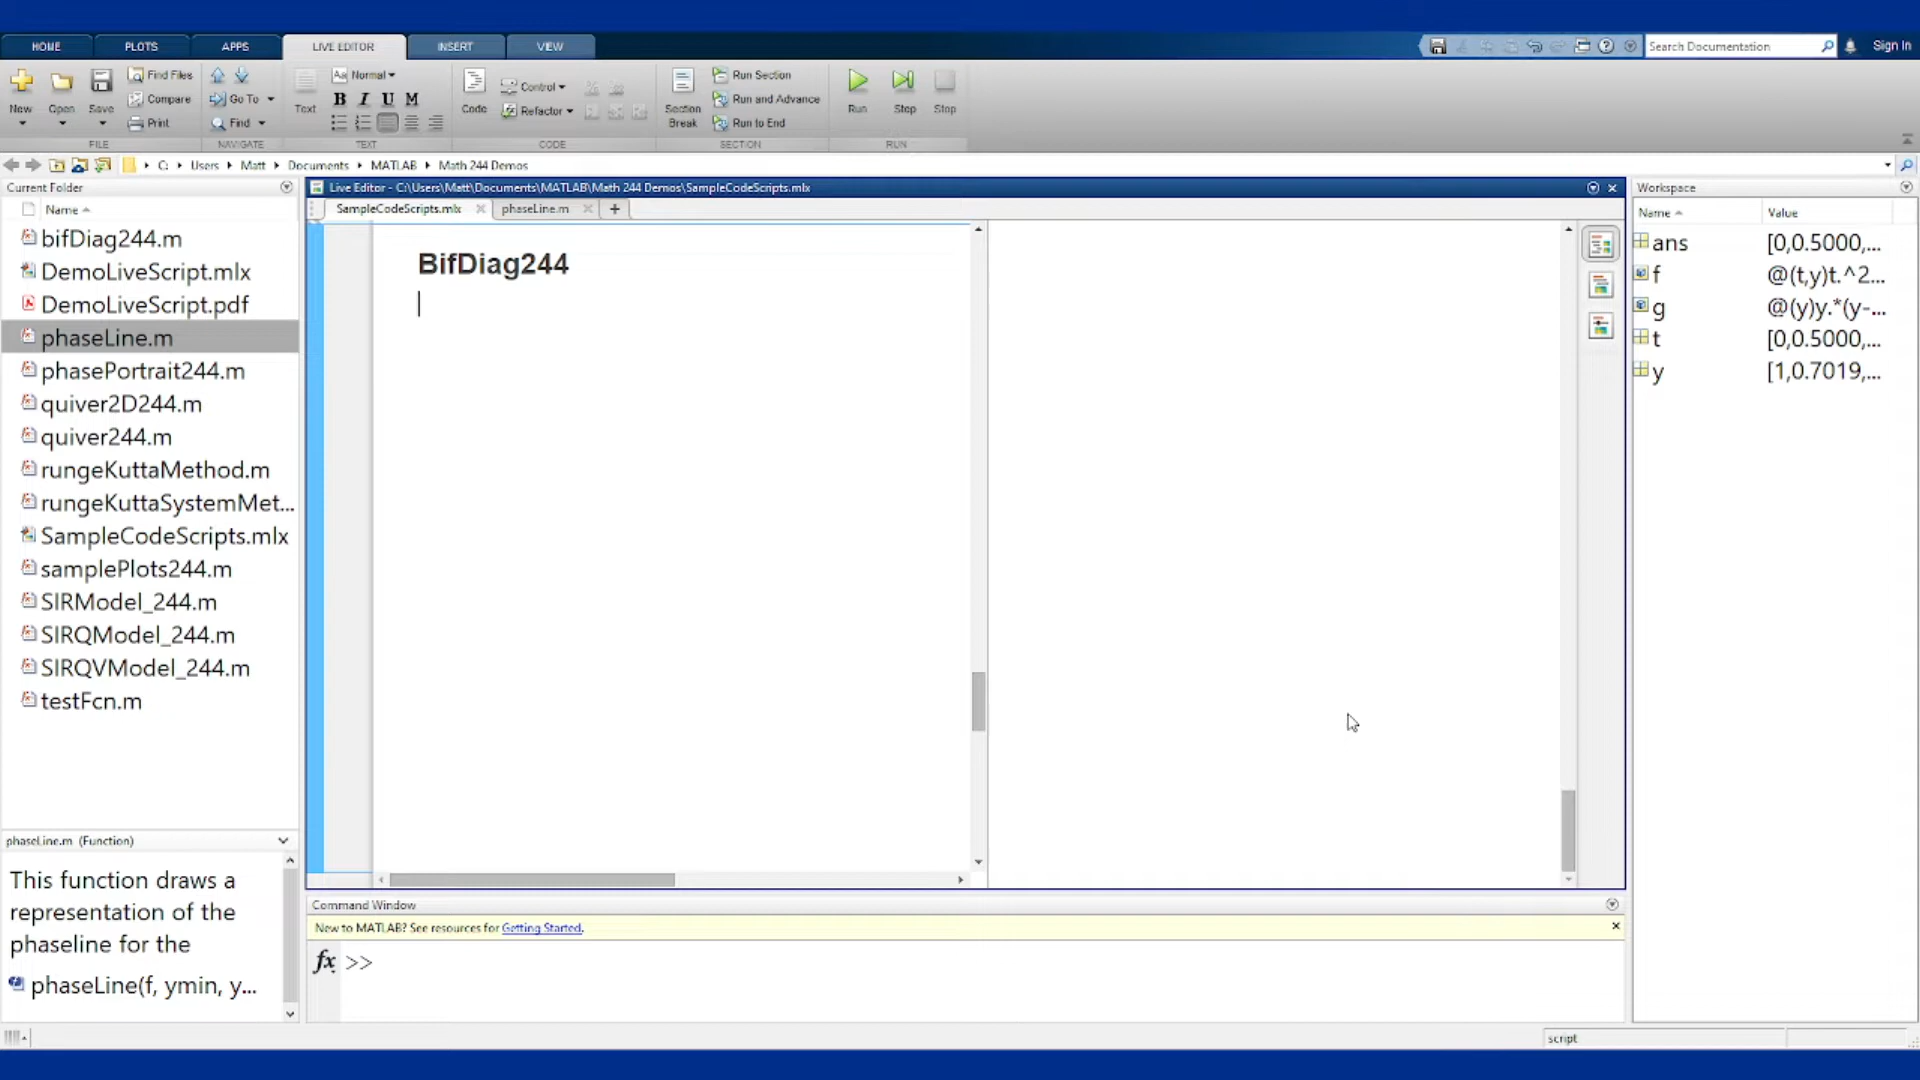 HOME PLOTS APPS LIVE EDITOR INSERT VIEW Search Documentation Sign In
New Open Save Find Files Compare Print
FILE
Go To Find
NAVIGATE
Text Aa Normal B I U M
TEXT
Code Control Refactor
CODE
Section Break Run Section Run and Advance Run to End
SECTION
Run Step Stop
RUN
C: Users Matt Documents MATLAB Math 244 Demos
Current Folder
Name
bifDiag244.m
DemoLiveScript.mlx
DemoLiveScript.pdf
phaseLine.m
phasePortrait244.m
quiver2D244.m
quiver244.m
rungeKuttaMethod.m
rungeKuttaSystemMet...
SampleCodeScripts.mlx
samplePlots244.m
SIRModel_244.m
SIRQModel_244.m
SIRQVModel_244.m
testFcn.m
phaseLine.m (Function)
This function draws a
representation of the
phaseline for the
phaseLine(f, ymin, y...
Live Editor - C:\Users\Matt\Documents\MATLAB\Math 244 Demos\SampleCodeScripts.mlx
SampleCodeScripts.mlx phaseLine.m +
BifDiag244
Command Window
New to MATLAB? See resources for Getting Started.
fx >>
Workspace
Name Value
ans [0,0.5000,...
f @(t,y)t.^2...
g @(y)y.*(y-...
t [0,0.5000,...
y [1,0.7019,...
script